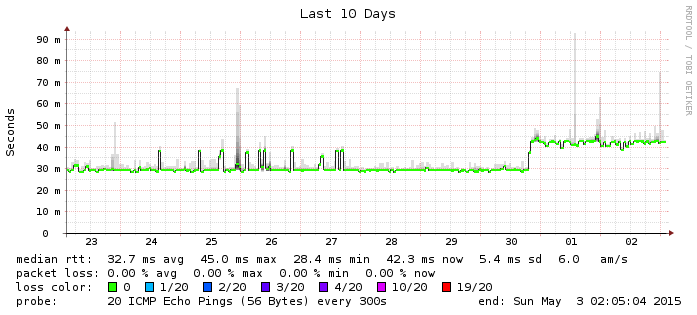 Last 10 Days
RRDTOOL / TOBI OETIKER
Seconds
90 m
80 m
70 m
60 m
50 m
40 m
30 m
20 m
10 m
0
23 24 25 26 27 28 29 30 01 02
median rtt: 32.7 ms avg 45.0 ms max 28.4 ms min 42.3 ms now 5.4 ms sd 6.0 am/s
packet loss: 0.00 % avg 0.00 % max 0.00 % min 0.00 % now
loss color: 0 1/20 2/20 3/20 4/20 10/20 19/20
probe: 20 ICMP Echo Pings (56 Bytes) every 300s end: Sun May 3 02:05:04 2015